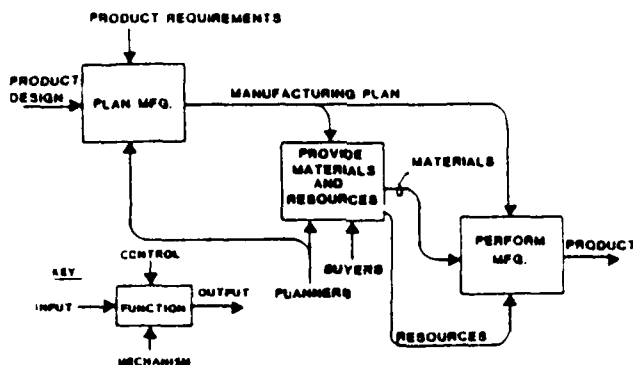 PRODUCT REQUIREMENTS
PRODUCT
DESIGN
PLAN MFG.
MANUFACTURING PLAN
PROVIDE
MATERIALS
AND
RESOURCES
MATERIALS
PERFORM
MFG.
PRODUCT
BUYERS
PLANNERS
RESOURCES
CONTROL
KEY
INPUT
FUNCTION
OUTPUT
MECHANISM